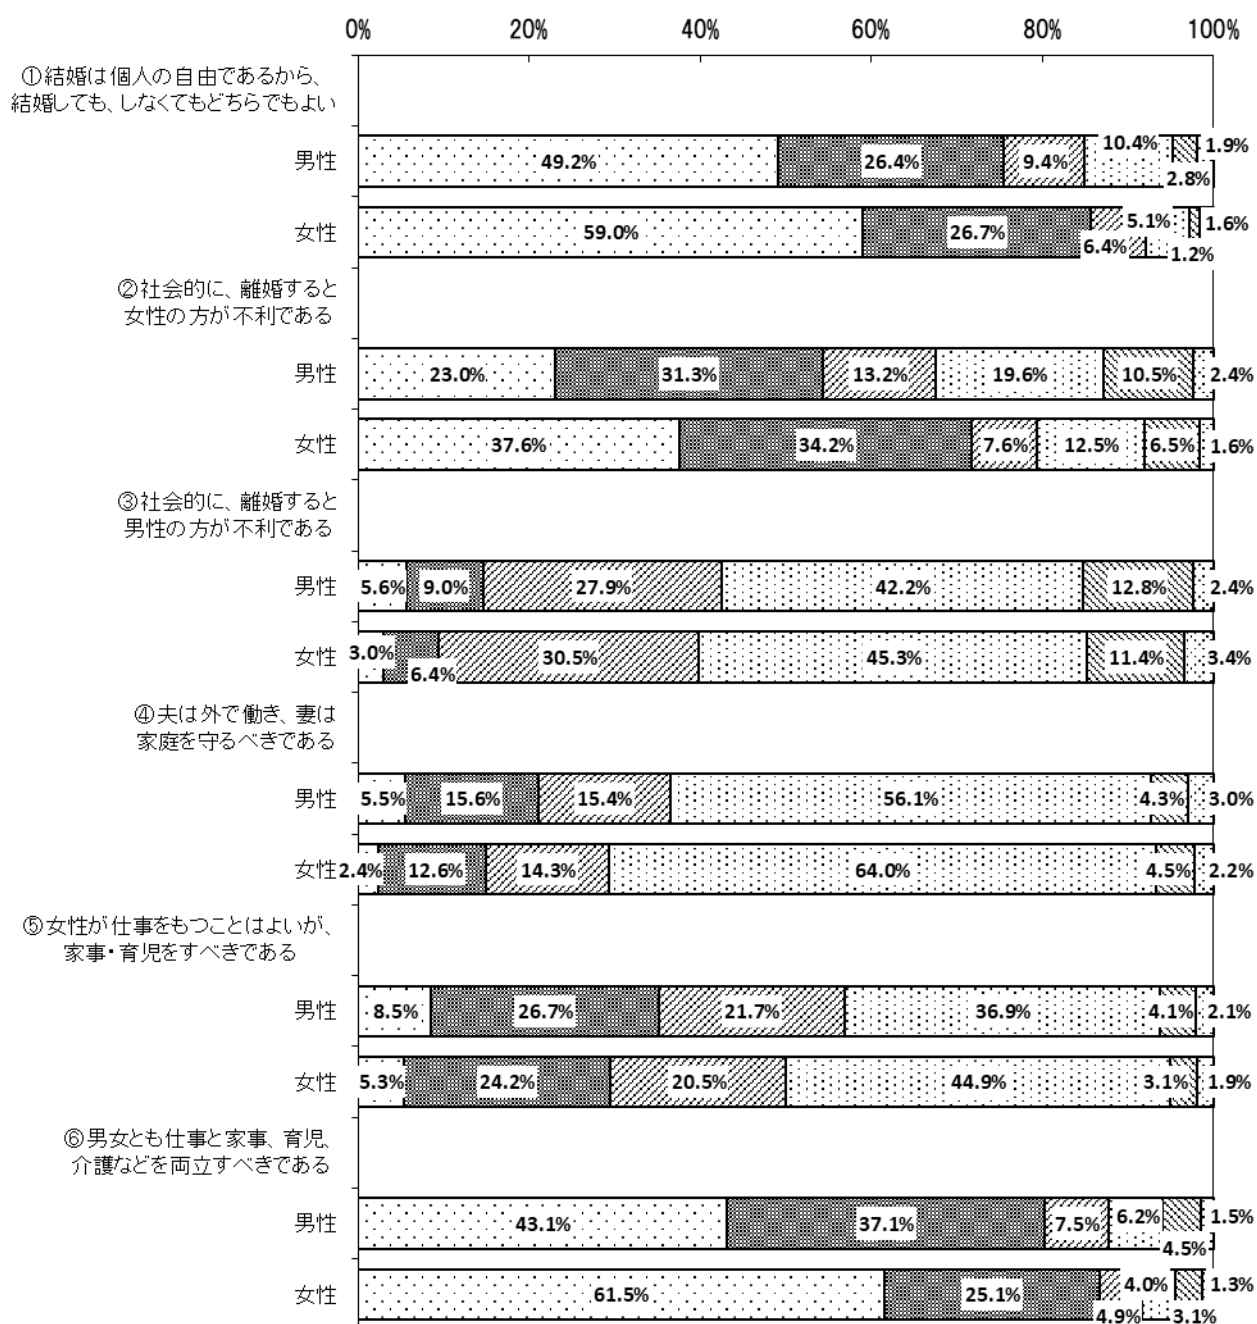 0% 20% 40% 60% 80% 100%
①結婚は個人の自由であるから、
結婚しても、しなくてもどちらでもよい
男性 49.2% 26.4% 9.4% 10.4% 2.8% 1.9%
女性 59.0% 26.7% 6.4% 5.1% 1.2% 1.6%
②社会的に、離婚すると
女性の方が不利である
男性 23.0% 31.3% 13.2% 19.6% 10.5% 2.4%
女性 37.6% 34.2% 7.6% 12.5% 6.5% 1.6%
③社会的に、離婚すると
男性の方が不利である
男性 5.6% 9.0% 27.9% 42.2% 12.8% 2.4%
女性 3.0% 6.4% 30.5% 45.3% 11.4% 3.4%
④夫は外で働き、妻は
家庭を守るべきである
男性 5.5% 15.6% 15.4% 56.1% 4.3% 3.0%
女性 2.4% 12.6% 14.3% 64.0% 4.5% 2.2%
⑤女性が仕事をもつことはよいが、
家事・育児をすべきである
男性 8.5% 26.7% 21.7% 36.9% 4.1% 2.1%
女性 5.3% 24.2% 20.5% 44.9% 3.1% 1.9%
⑥男女とも仕事と家事、育児、
介護などを両立すべきである
男性 43.1% 37.1% 7.5% 6.2% 4.5% 1.5%
女性 61.5% 25.1% 4.9% 4.0% 3.1% 1.3%